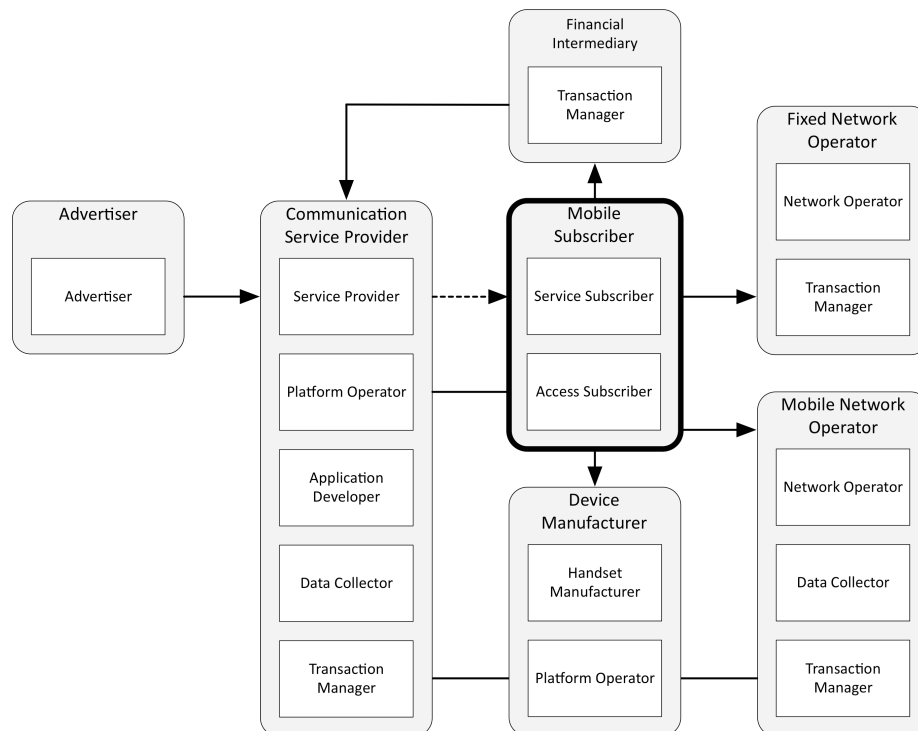 Financial
Intermediary
Transaction
Manager
Fixed Network
Operator
Network Operator
Transaction
Manager
Advertiser
Advertiser
Communication
Service Provider
Service Provider
Platform Operator
Application
Developer
Data Collector
Transaction
Manager
Mobile
Subscriber
Service Subscriber
Access Subscriber
Device
Manufacturer
Handset
Manufacturer
Platform Operator
Mobile Network
Operator
Network Operator
Data Collector
Transaction
Manager